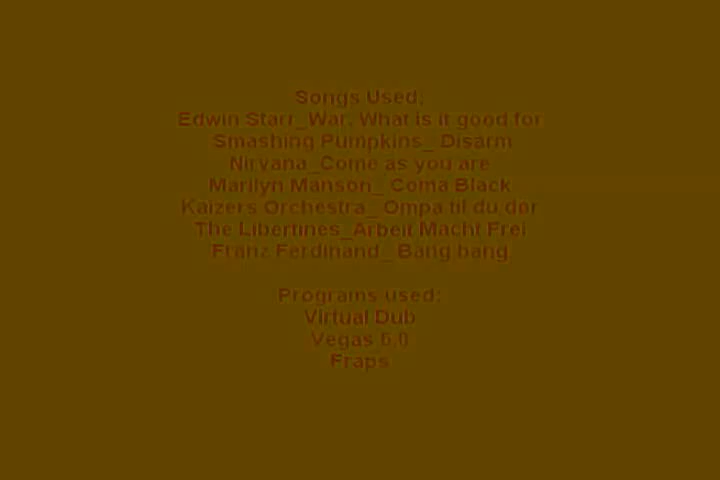 Songs Used:
Edwin Starr_War. What is it good for
Smashing Pumpkins_ Disarm
Nirvana_Come as you are
Marilyn Manson_ Coma Black
Kaizers Orchestra_ Ompa til du dør
The Libertines_Arbeit Macht Frei
Franz Ferdinand_ Bang bang
Programs used:
Virtual Dub
Vegas 5.0
Fraps